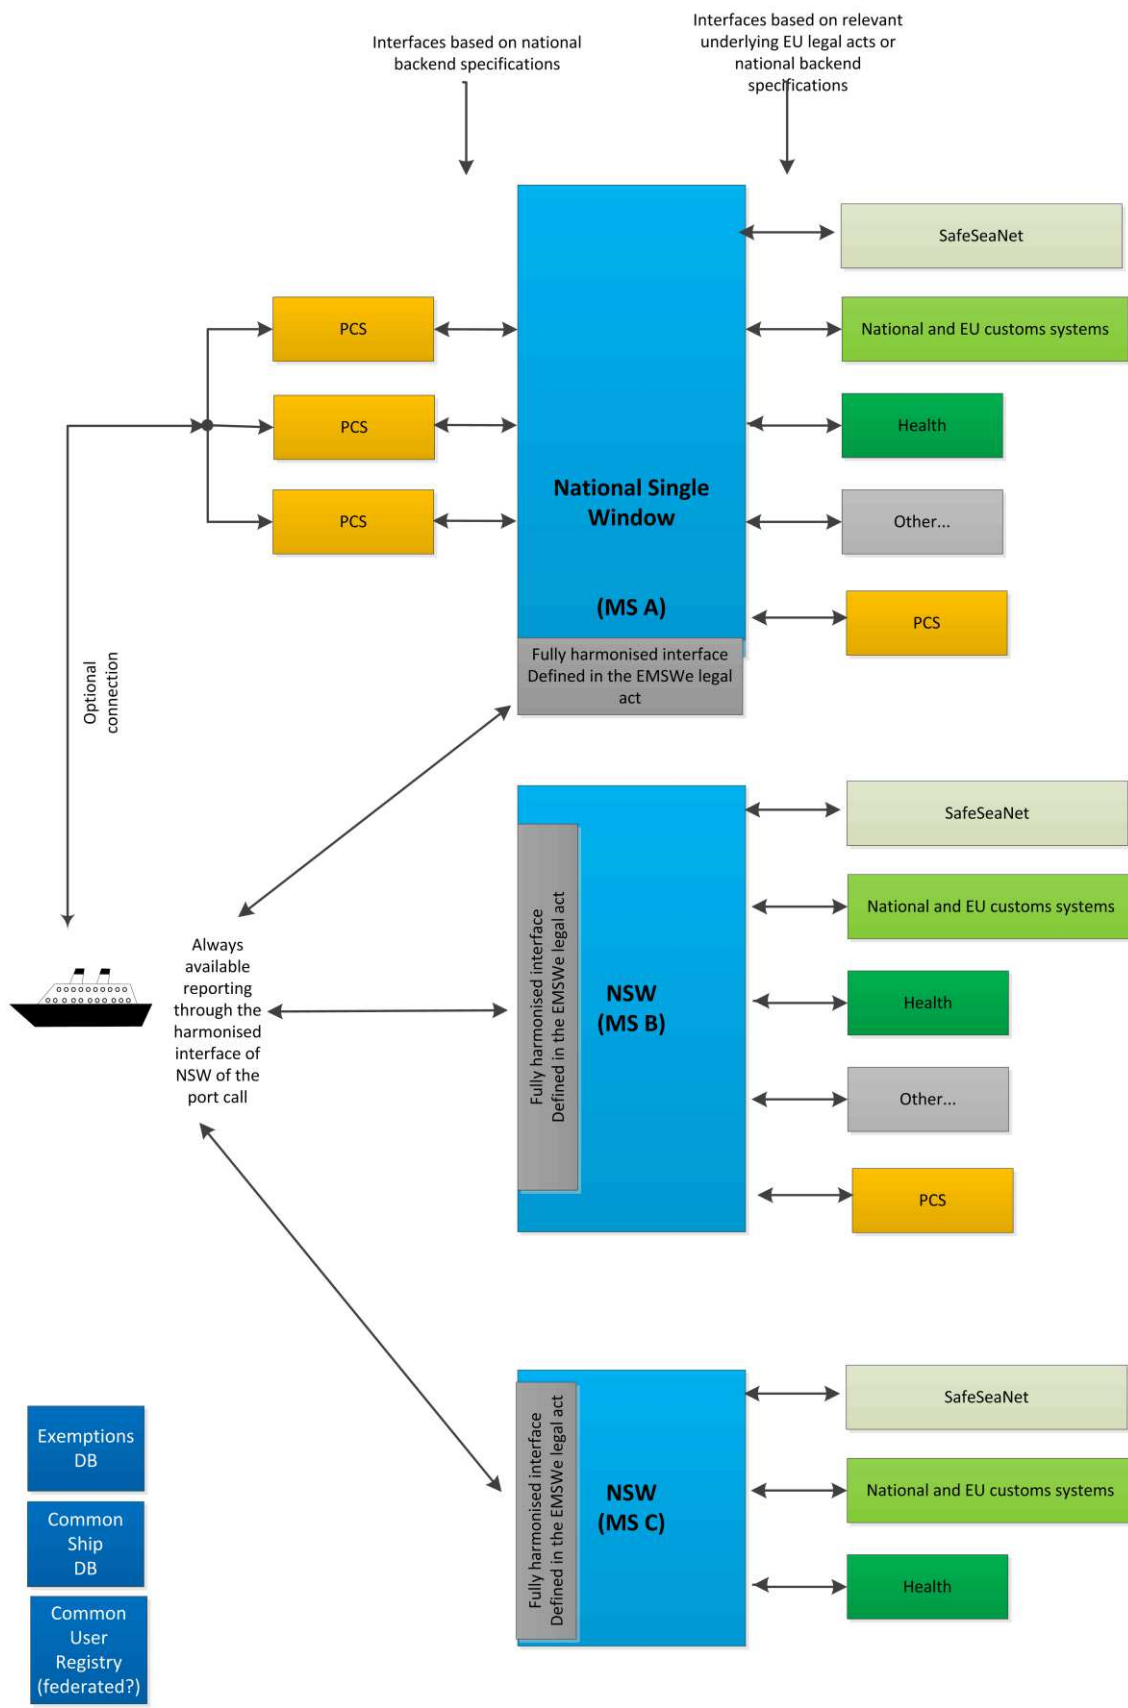 Interfaces based on national
backend specifications
Interfaces based on relevant
underlying EU legal acts or
national backend
specifications
SafeSeaNet
PCS
National and EU customs systems
PCS
Health
National Single
Window
PCS
Other...
(MS A)
PCS
Fully harmonised interface
Defined in the EMSWe legal
act
Optional
connection
SafeSeaNet
Fully harmonised interface
Defined in the EMSWe legal act
National and EU customs systems
Always
available
reporting
through the
harmonised
interface of
NSW of the
port call
NSW
(MS B)
Health
Other...
PCS
SafeSeaNet
Fully harmonised interface
Defined in the EMSWe legal act
NSW
(MS C)
National and EU customs systems
Health
Exemptions
DB
Common
Ship
DB
Common
User
Registry
(federated?)